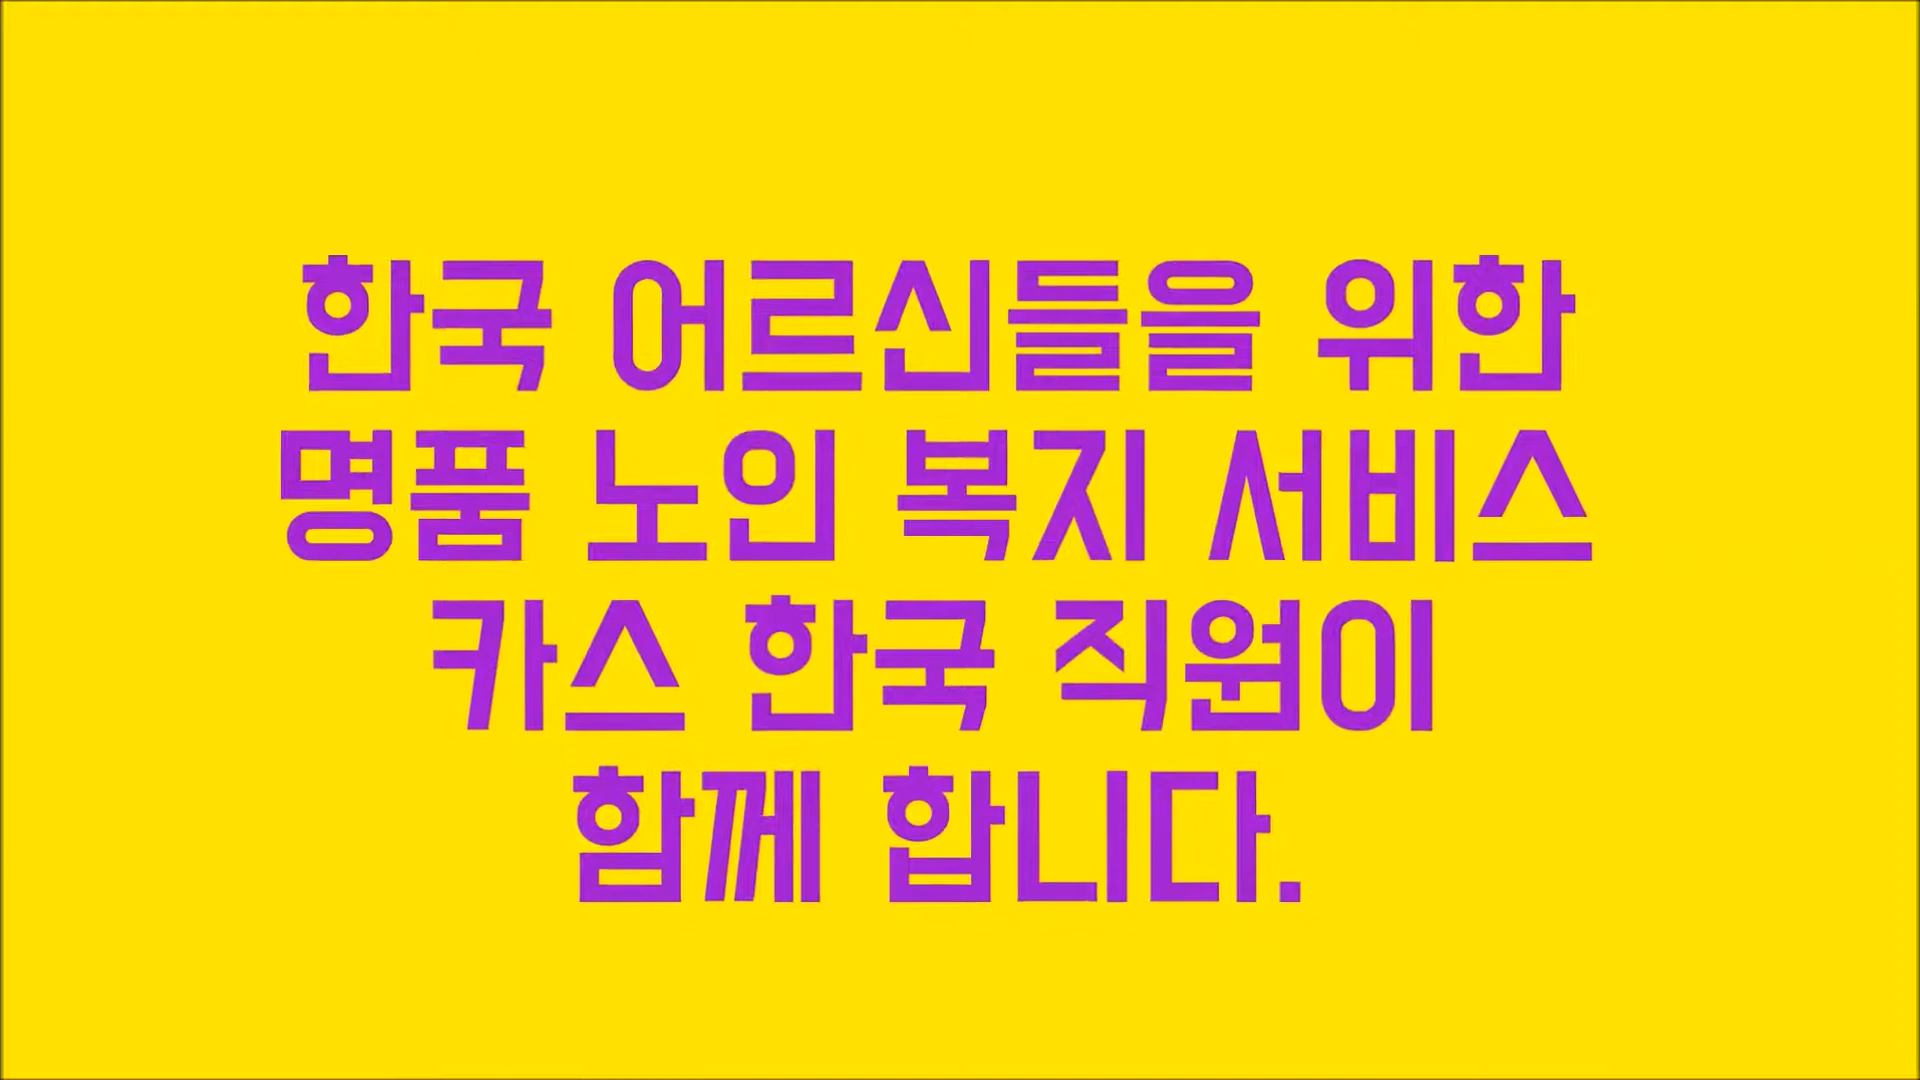 한국 어르신들을 위한
명품 노인 복지 서비스
카스 한국 직원이
함께 합니다.